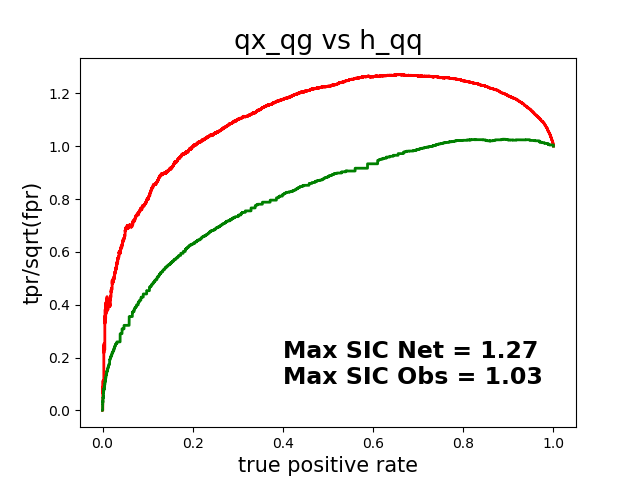 qx_qg vs h_qq
tpr/sqrt(fpr)
1.2
1.0
0.8
0.6
0.4
0.2
0.0
Max SIC Net = 1.27
Max SIC Obs = 1.03
0.0 0.2 0.4 0.6 0.8 1.0
true positive rate